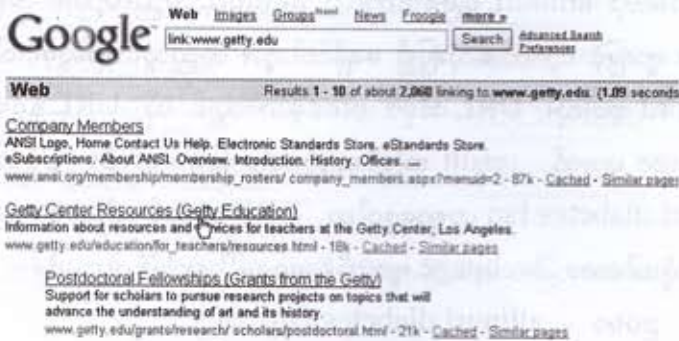 Google Web Images Groups New! News Froogle more »
link:www.getty.edu Search Advanced Search
Preferences
Web Results 1 - 10 of about 2,060 linking to www.getty.edu. (1.09 seconds
Company Members
ANSI Logo, Home Contact Us Help. Electronic Standards Store. eStandards Store.
eSubscriptions. About ANSI. Overview. Introduction. History. Offices. ...
www.ansi.org/membership/membership_rosters/ company_members.aspx?menuid=2 - 87k - Cached - Similar pages
Getty Center Resources (Getty Education)
Information about resources and vices for teachers at the Getty Center, Los Angeles.
www.getty.edu/education/for_teachers/resources.html - 18k - Cached - Similar pages
Postdoctoral Fellowships (Grants from the Getty)
Support for scholars to pursue research projects on topics that will
advance the understanding of art and its history.
www.getty.edu/grants/research/ scholars/postdoctoral.html - 21k - Cached - Similar pages